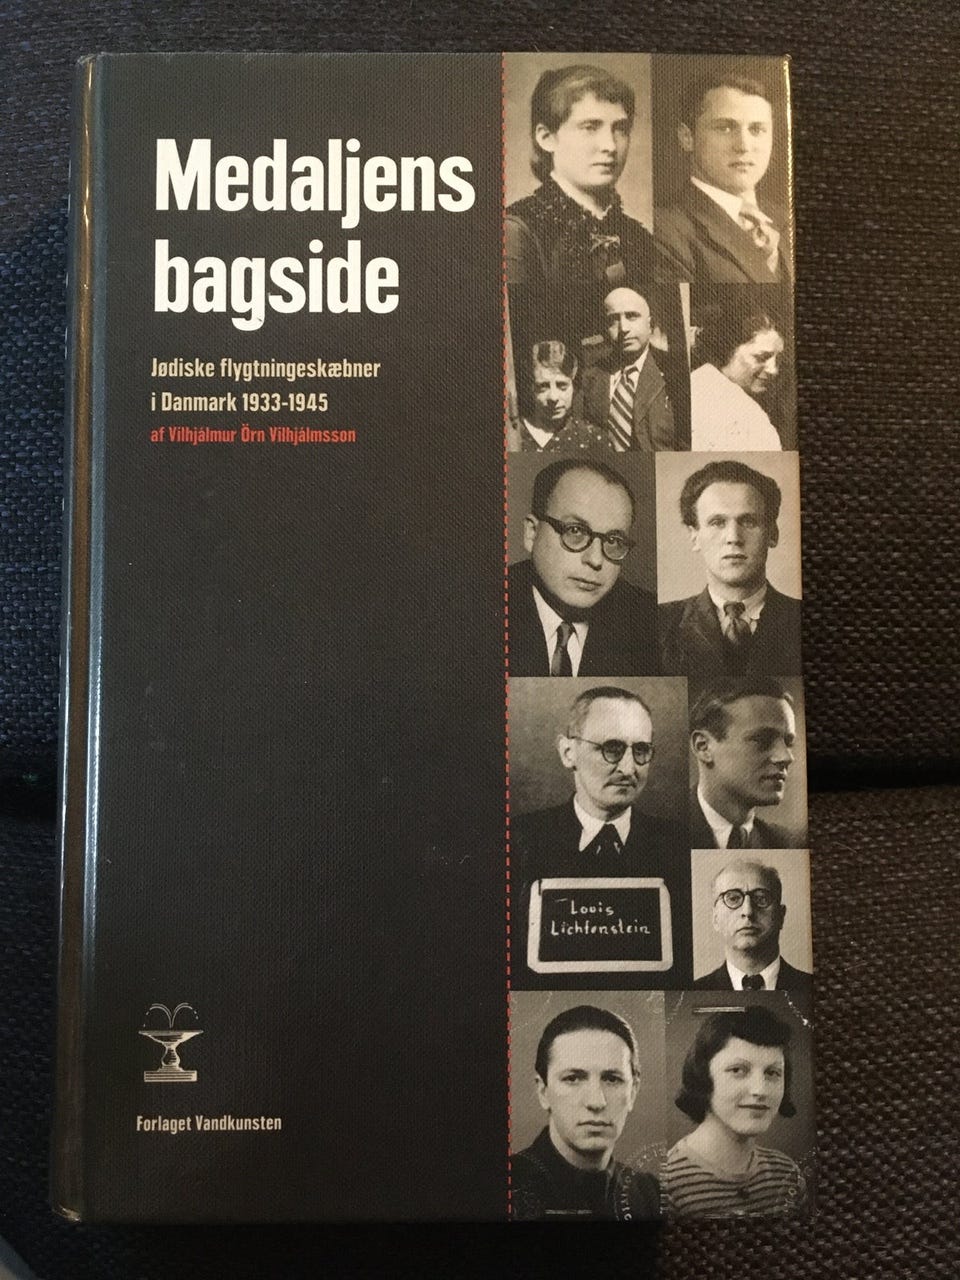 Medaljens
bagside
Jødiske flygtningeskæbner
i Danmark 1933-1945
af Vilhjálmur Örn Vilhjálmsson
Louis
Lichtenstein
Forlaget Vandkunsten